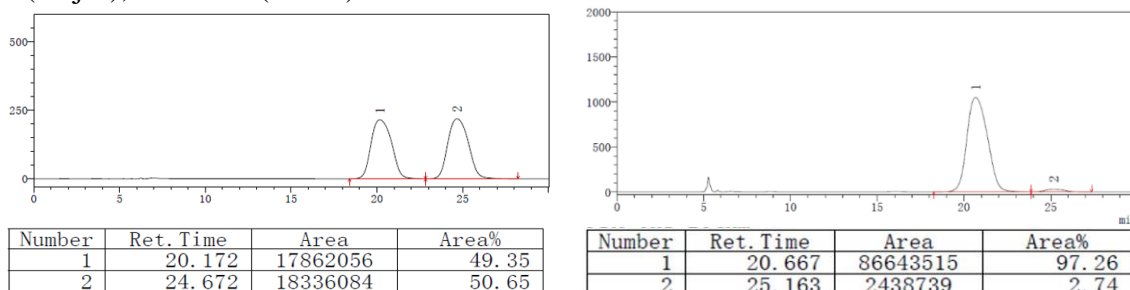 500
250
0
0 5 10 15 20 25
1 2
Number Ret. Time Area Area%
1 20.172 17862056 49.35
2 24.672 18336084 50.65
2000
1500
1000
500
0
0 5 10 15 20 25 mi
1 2
Number Ret. Time Area Area%
1 20.667 86643515 97.26
2 25.163 2438739 2.74